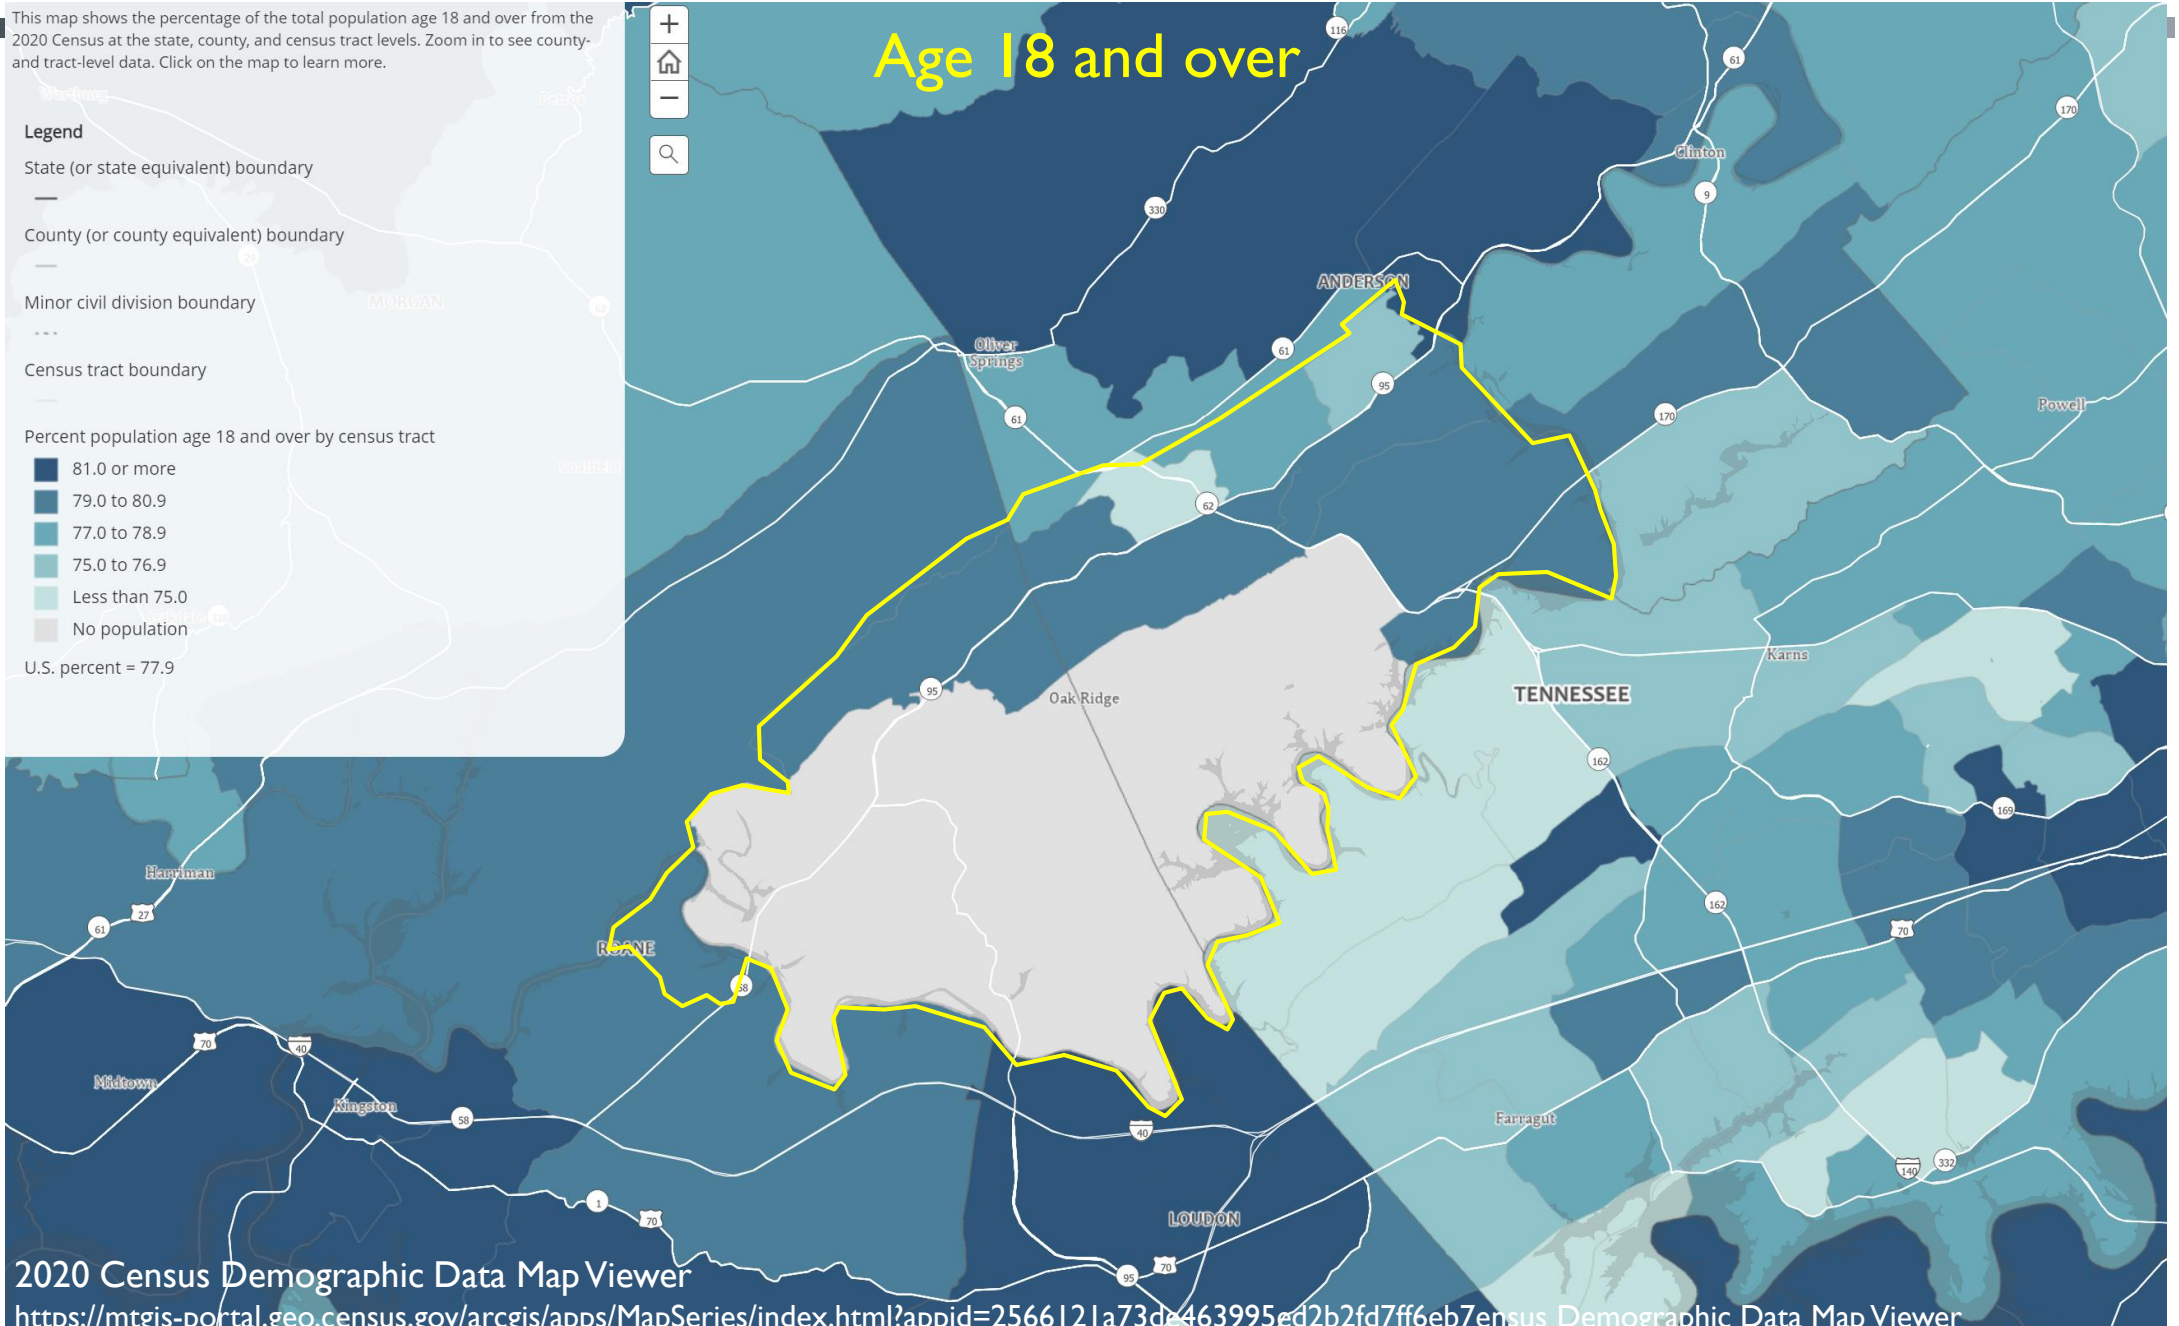 This map shows the percentage of the total population age 18 and over from the
2020 Census at the state, county, and census tract levels. Zoom in to see county-
and tract-level data. Click on the map to learn more.
Age 18 and over
Wartburg
Petros
Legend
State (or state equivalent) boundary
County (or county equivalent) boundary
Minor civil division boundary
MORGAN
Census tract boundary
Percent population age 18 and over by census tract
Coalfield
81.0 or more
79.0 to 80.9
77.0 to 78.9
75.0 to 76.9
Less than 75.0
No population
U.S. percent = 77.9
116
61
170
Clinton
9
330
ANDERSON
Oliver
Springs
61
61
95
170
Powell
62
Karns
95
Oak Ridge
TENNESSEE
162
169
Harriman
27
61
162
70
ROANE
58
70
40
Midtown
Kingston
58
40
Farragut
140
332
1
70
LOUDON
95
70
2020 Census Demographic Data Map Viewer
https://mtgis-portal.geo.census.gov/arcgis/apps/MapSeries/index.html?appid=2566121a73de463995ed2b2fd7ff6eb7ensus Demographic Data Map Viewer